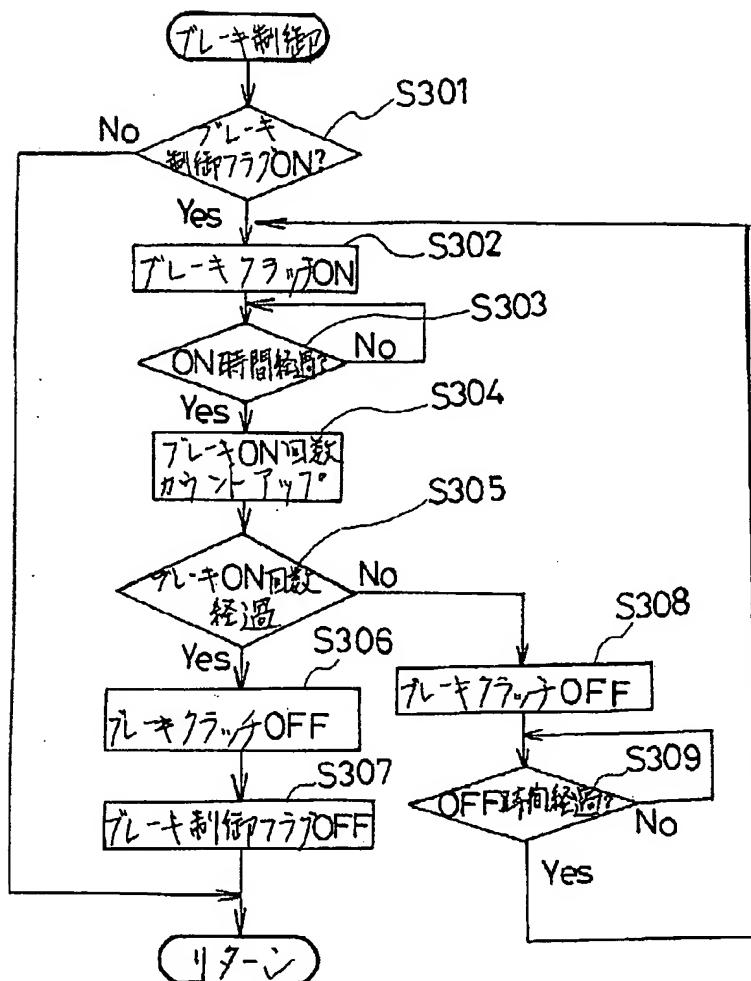 ブレーキ制御
S301
No
ブレーキ
制御フラグON?
Yes
S302
ブレーキクラッチON
S303
ON時間経過?
No
Yes
S304
ブレーキON回数
カウントアップ
S305
ブレーキON回数
経過
No
Yes
S306
ブレーキクラッチOFF
S308
ブレーキクラッチOFF
S307
ブレーキ制御フラグOFF
S309
OFF時間経過?
No
Yes
リターン